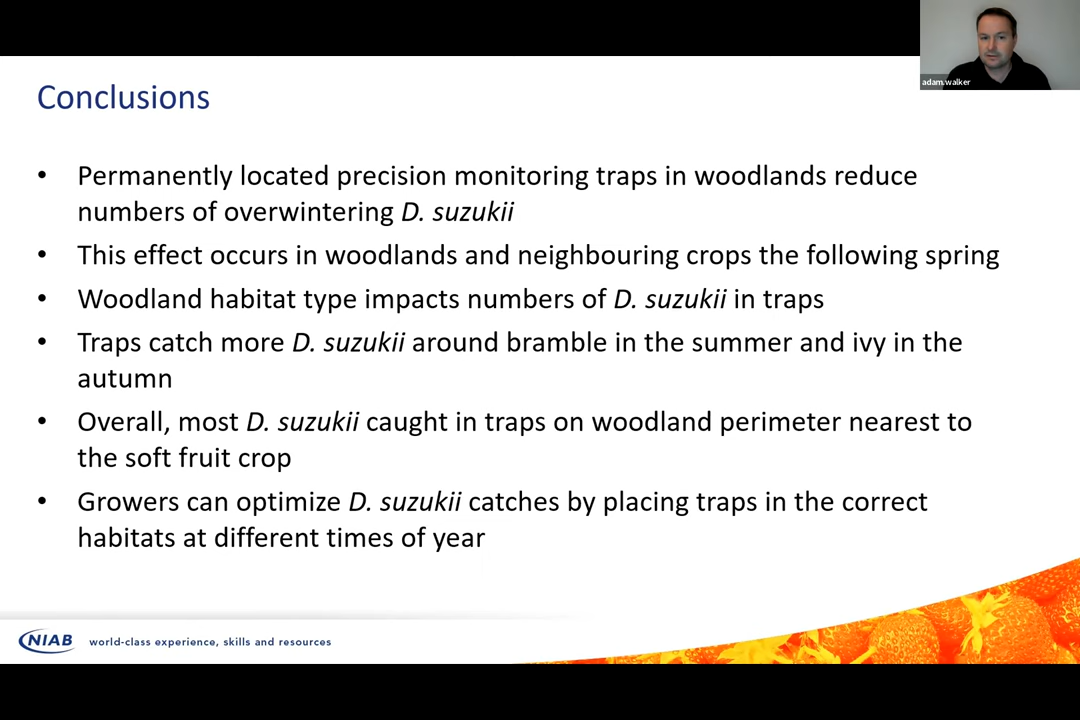 adam.walker
Conclusions
• Permanently located precision monitoring traps in woodlands reduce
numbers of overwintering D. suzukii
• This effect occurs in woodlands and neighbouring crops the following spring
• Woodland habitat type impacts numbers of D. suzukii in traps
• Traps catch more D. suzukii around bramble in the summer and ivy in the
autumn
• Overall, most D. suzukii caught in traps on woodland perimeter nearest to
the soft fruit crop
• Growers can optimize D. suzukii catches by placing traps in the correct
habitats at different times of year
NIAB world-class experience, skills and resources